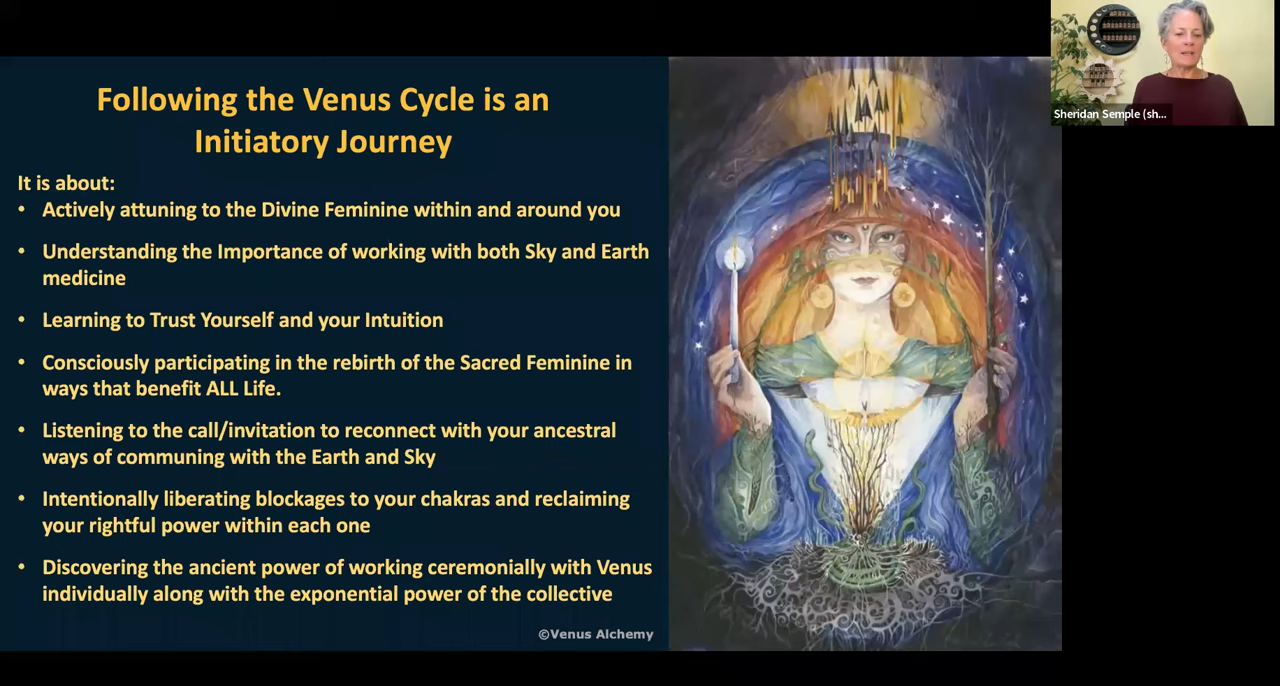 Following the Venus Cycle is an
Initiatory Journey
It is about:
• Actively attuning to the Divine Feminine within and around you
• Understanding the Importance of working with both Sky and Earth
medicine
• Learning to Trust Yourself and your Intuition
• Consciously participating in the rebirth of the Sacred Feminine in
ways that benefit ALL Life.
• Listening to the call/invitation to reconnect with your ancestral
ways of communing with the Earth and Sky
• Intentionally liberating blockages to your chakras and reclaiming
your rightful power within each one
• Discovering the ancient power of working ceremonially with Venus
individually along with the exponential power of the collective
©Venus Alchemy
Sheridan Semple (sh...